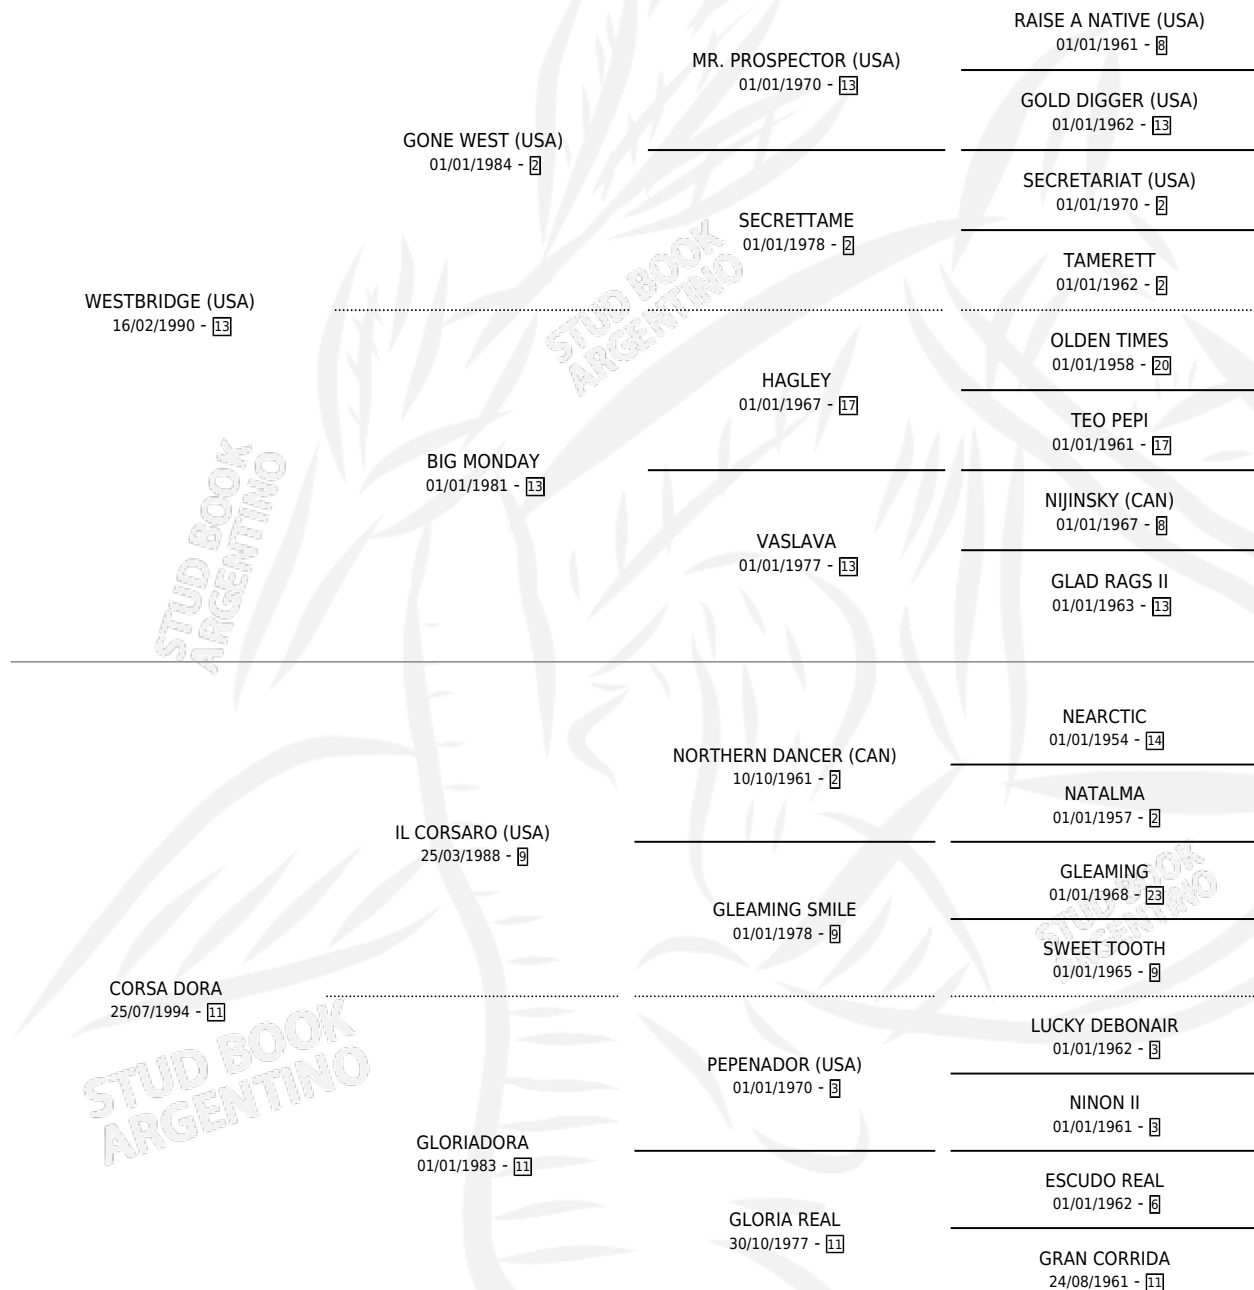 RAISE A NATIVE (USA)
01/01/1961 - 8
MR. PROSPECTOR (USA)
01/01/1970 - 13
GOLD DIGGER (USA)
01/01/1962 - 13
GONE WEST (USA)
01/01/1984 - 2
SECRETARIAT (USA)
01/01/1970 - 2
SECRETTAME
01/01/1978 - 2
TAMERETT
01/01/1962 - 2
WESTBRIDGE (USA)
16/02/1990 - 13
OLDEN TIMES
01/01/1958 - 20
HAGLEY
01/01/1967 - 17
TEO PEPI
01/01/1961 - 17
BIG MONDAY
01/01/1981 - 13
NIJINSKY (CAN)
01/01/1967 - 8
VASLAVA
01/01/1977 - 13
GLAD RAGS II
01/01/1963 - 13
NEARCTIC
01/01/1954 - 14
NORTHERN DANCER (CAN)
10/10/1961 - 2
NATALMA
01/01/1957 - 2
IL CORSARO (USA)
25/03/1988 - 9
GLEAMING
01/01/1968 - 23
GLEAMING SMILE
01/01/1978 - 9
SWEET TOOTH
01/01/1965 - 9
CORSA DORA
25/07/1994 - 11
LUCKY DEBONAIR
01/01/1962 - 3
PEPENADOR (USA)
01/01/1970 - 3
NINON II
01/01/1961 - 3
GLORIADORA
01/01/1983 - 11
ESCUDO REAL
01/01/1962 - 6
GLORIA REAL
30/10/1977 - 11
GRAN CORRIDA
24/08/1961 - 11
STUD BOOK
ARGENTINO
STUD BOOK
ARGENTINO
STUD BOOK
ARGENTINO
STUD BOOK
ARGENTINO